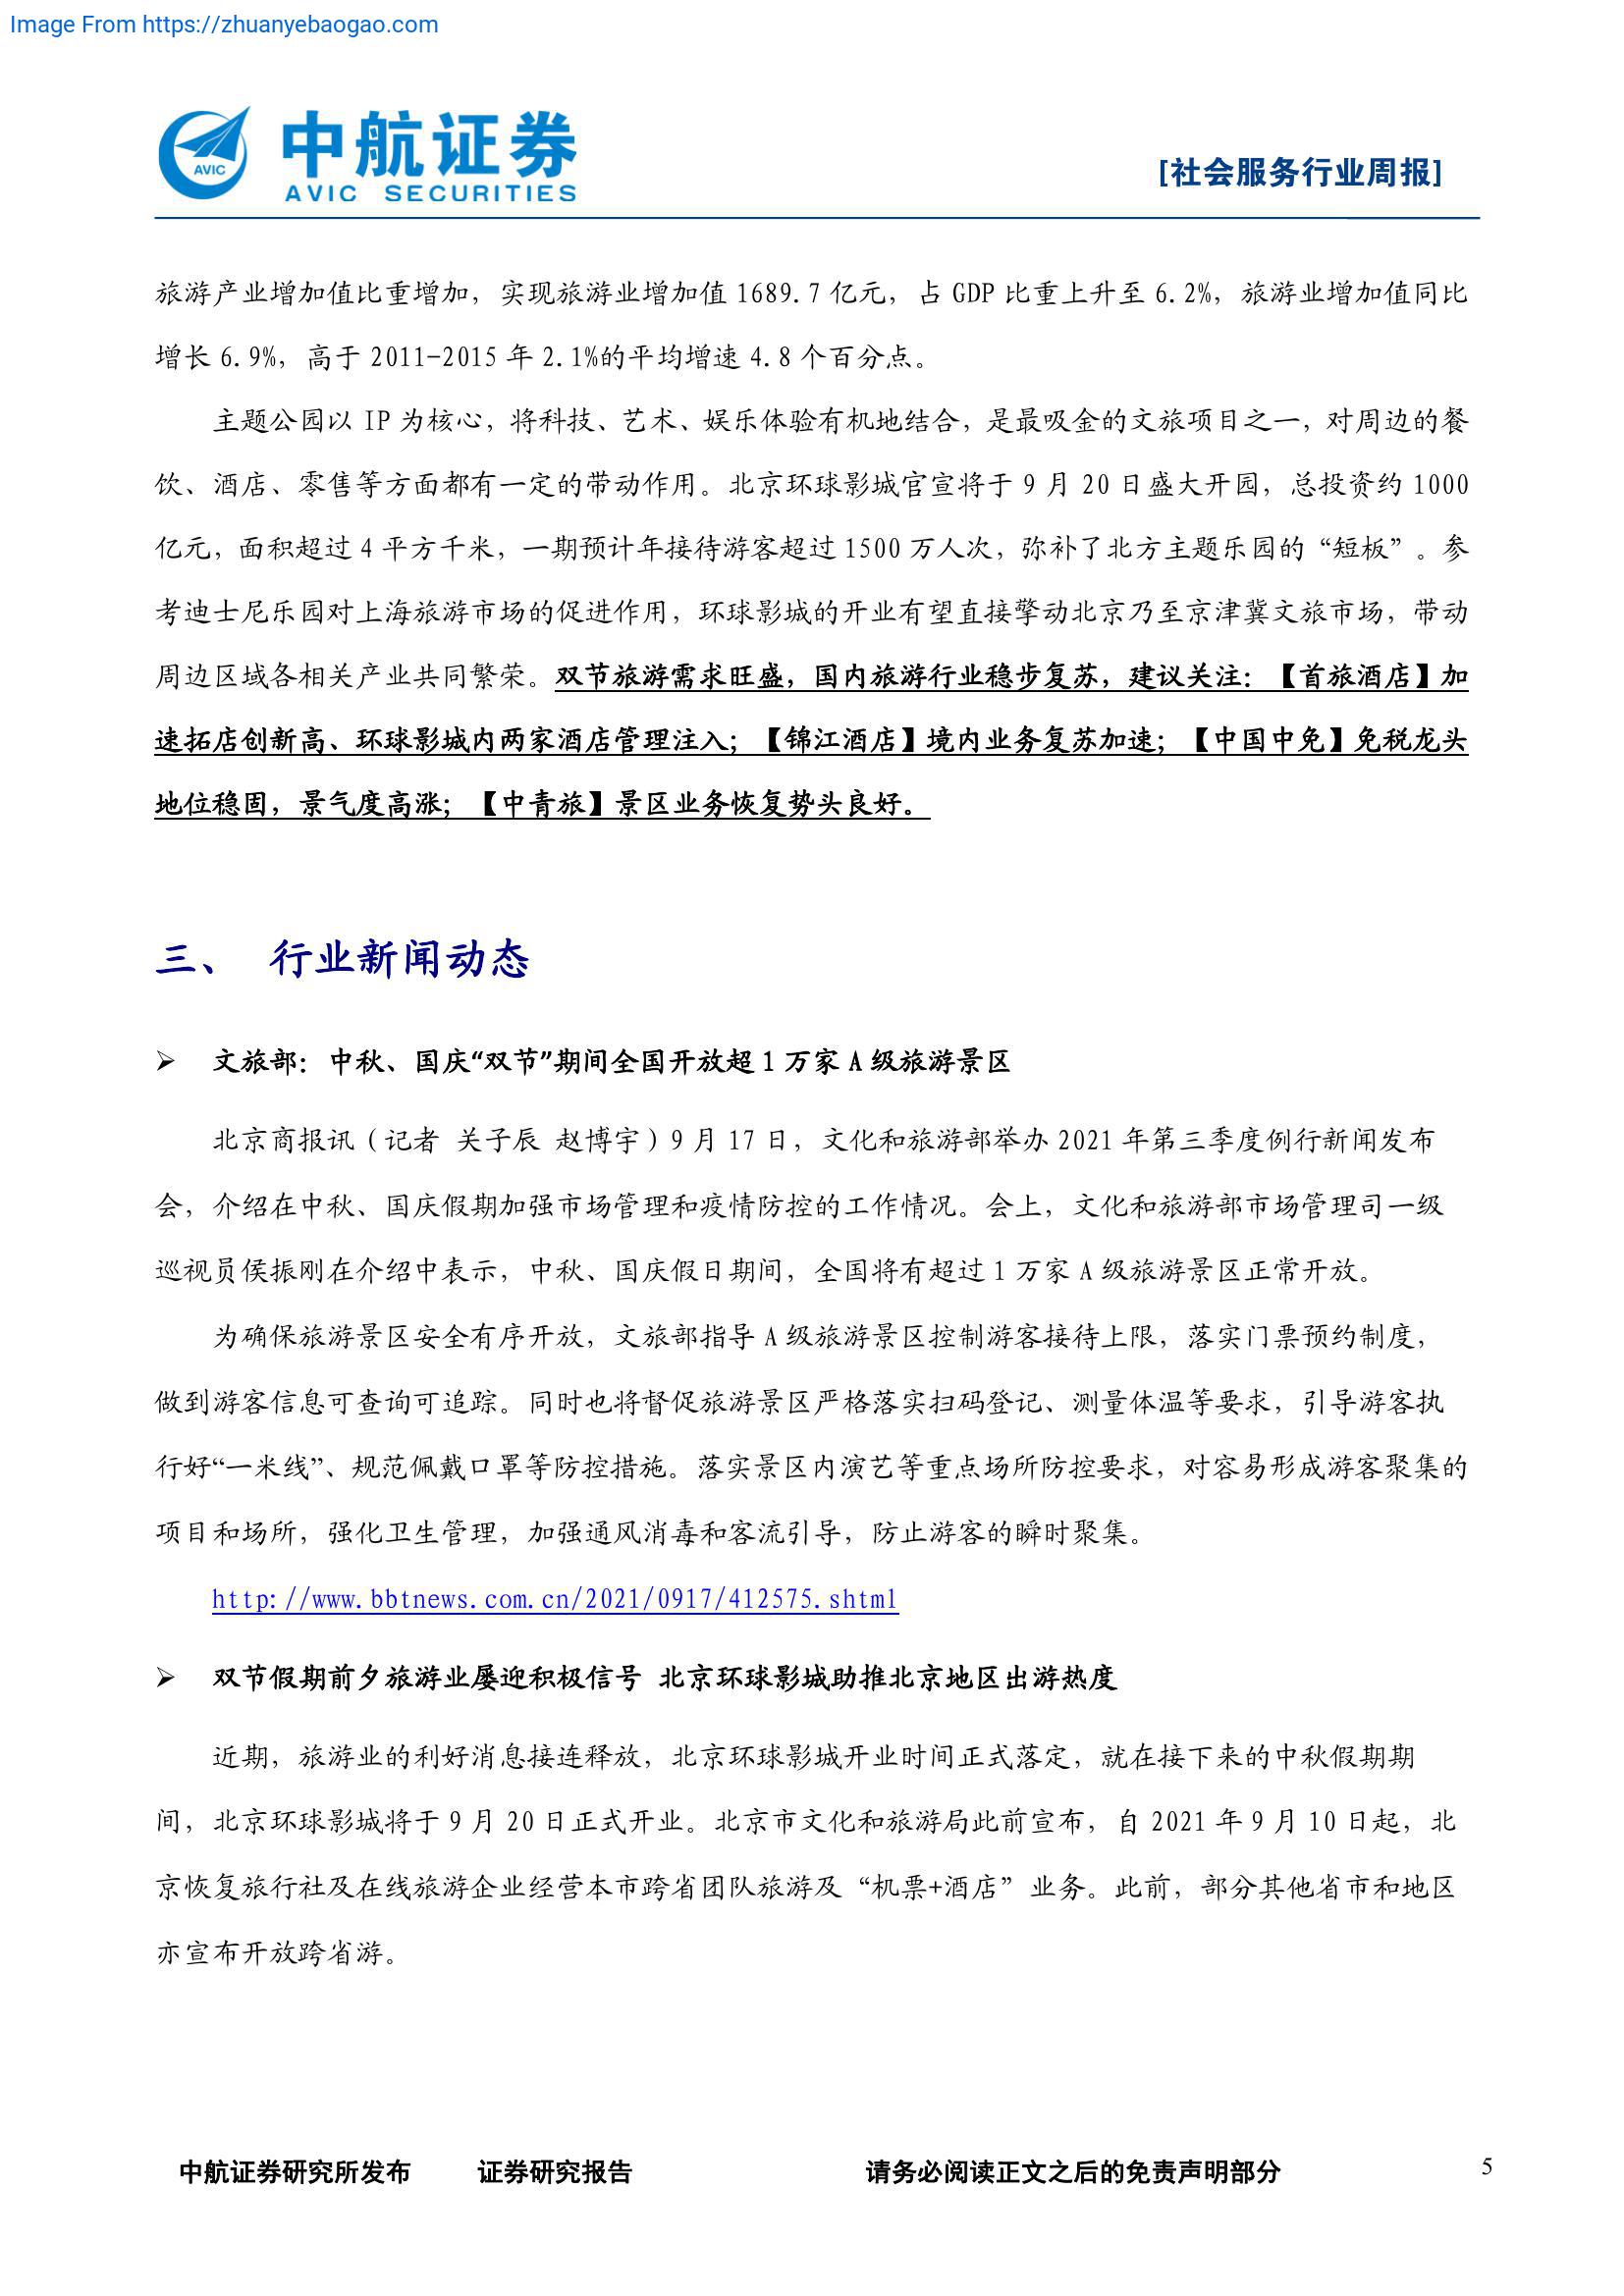 Image From https://zhuanyebaogao.com
AVIC
中航证券
AVIC SECURITIES
[社会服务行业周报]
旅游产业增加值比重增加，实现旅游业增加值 1689.7 亿元，占 GDP 比重上升至 6.2%，旅游业增加值同比
增长 6.9%，高于 2011-2015 年 2.1%的平均增速 4.8 个百分点。
主题公园以 IP 为核心，将科技、艺术、娱乐体验有机地结合，是最吸金的文旅项目之一，对周边的餐
饮、酒店、零售等方面都有一定的带动作用。北京环球影城官宣将于 9 月 20 日盛大开园，总投资约 1000
亿元，面积超过 4 平方千米，一期预计年接待游客超过 1500 万人次，弥补了北方主题乐园的“短板”。参
考迪士尼乐园对上海旅游市场的促进作用，环球影城的开业有望直接擎动北京乃至京津冀文旅市场，带动
周边区域各相关产业共同繁荣。双节旅游需求旺盛，国内旅游行业稳步复苏，建议关注：【首旅酒店】加
速拓店创新高、环球影城内两家酒店管理注入；【锦江酒店】境内业务复苏加速；【中国中免】免税龙头
地位稳固，景气度高涨；【中青旅】景区业务恢复势头良好。
三、 行业新闻动态
➢ 文旅部：中秋、国庆“双节”期间全国开放超 1 万家 A 级旅游景区
北京商报讯（记者 关子辰 赵博宇）9 月 17 日，文化和旅游部举办 2021 年第三季度例行新闻发布
会，介绍在中秋、国庆假期加强市场管理和疫情防控的工作情况。会上，文化和旅游部市场管理司一级
巡视员侯振刚在介绍中表示，中秋、国庆假日期间，全国将有超过 1 万家 A 级旅游景区正常开放。
为确保旅游景区安全有序开放，文旅部指导 A 级旅游景区控制游客接待上限，落实门票预约制度，
做到游客信息可查询可追踪。同时也将督促旅游景区严格落实扫码登记、测量体温等要求，引导游客执
行好“一米线”、规范佩戴口罩等防控措施。落实景区内演艺等重点场所防控要求，对容易形成游客聚集的
项目和场所，强化卫生管理，加强通风消毒和客流引导，防止游客的瞬时聚集。
http://www.bbtnews.com.cn/2021/0917/412575.shtml
➢ 双节假期前夕旅游业屡迎积极信号 北京环球影城助推北京地区出游热度
近期，旅游业的利好消息接连释放，北京环球影城开业时间正式落定，就在接下来的中秋假期期
间，北京环球影城将于 9 月 20 日正式开业。北京市文化和旅游局此前宣布，自 2021 年 9 月 10 日起，北
京恢复旅行社及在线旅游企业经营本市跨省团队旅游及“机票+酒店”业务。此前，部分其他省市和地区
亦宣布开放跨省游。
中航证券研究所发布 证券研究报告 请务必阅读正文之后的免责声明部分 5